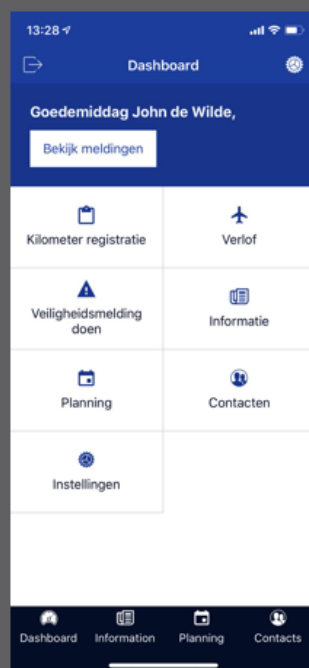 13:28
Dashboard
Goedemiddag John de Wilde,
Bekijk meldingen
Kilometer registratie
Verlof
Veiligheidsmelding
doen
Informatie
Planning
Contacten
Instellingen
Dashboard
Information
Planning
Contacts